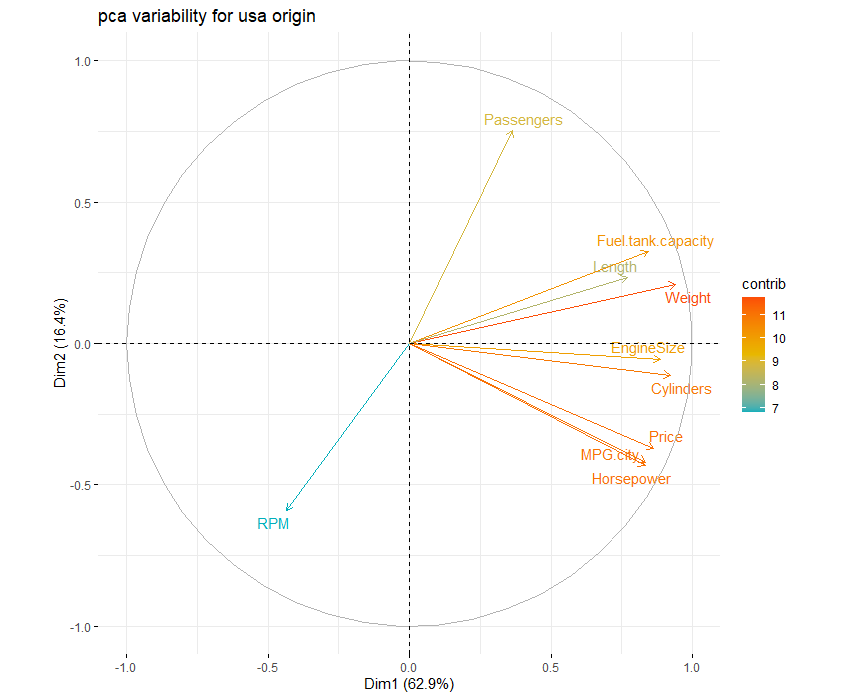 pca variability for usa origin
1.0
0.5
0.0
-0.5
-1.0
Dim2 (16.4%)
Passengers
Fuel.tank.capacity
Length
Weight
EngineSize
Cylinders
Price
MPG.city
Horsepower
RPM
-1.0
-0.5
0.0
0.5
1.0
Dim1 (62.9%)
contrib
11
10
9
8
7